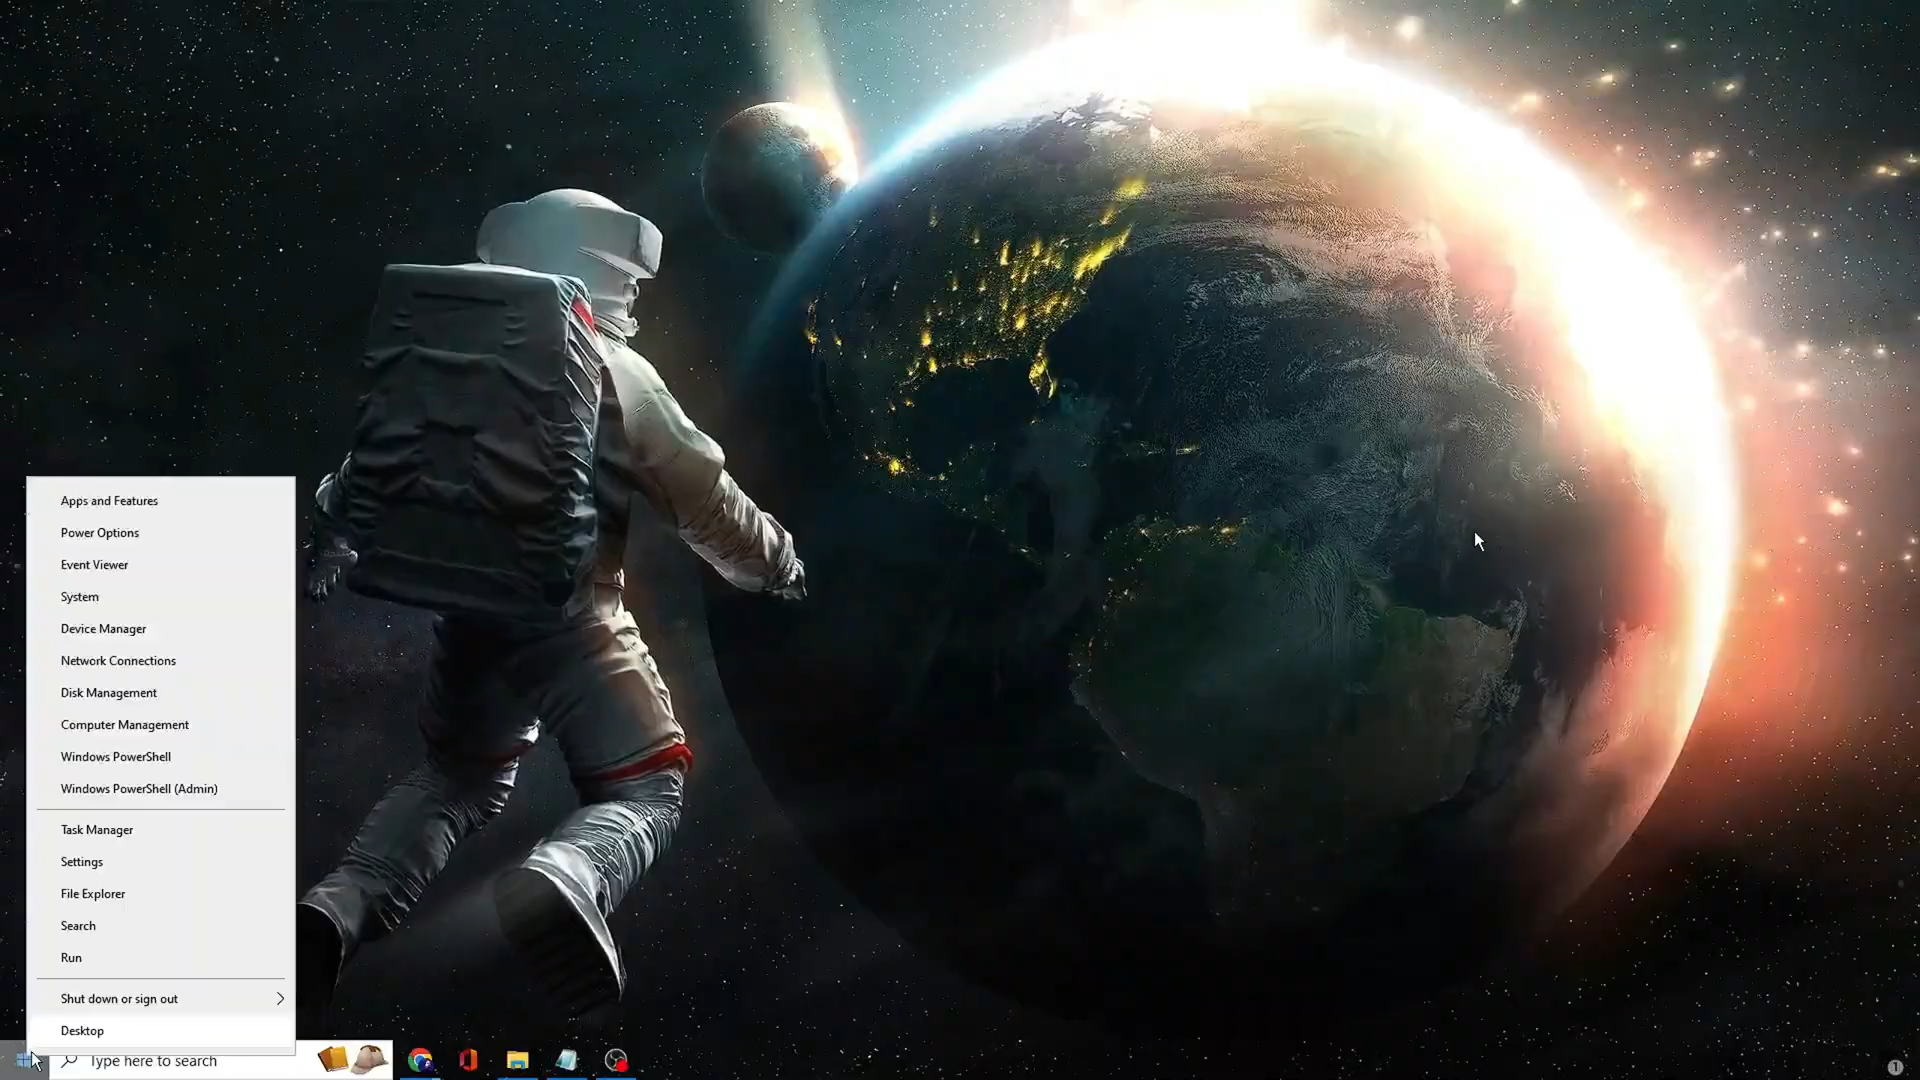 Apps and Features
Power Options
Event Viewer
System
Device Manager
Network Connections
Disk Management
Computer Management
Windows PowerShell
Windows PowerShell (Admin)
Task Manager
Settings
File Explorer
Search
Run
Shut down or sign out
Desktop
Type here to search
1